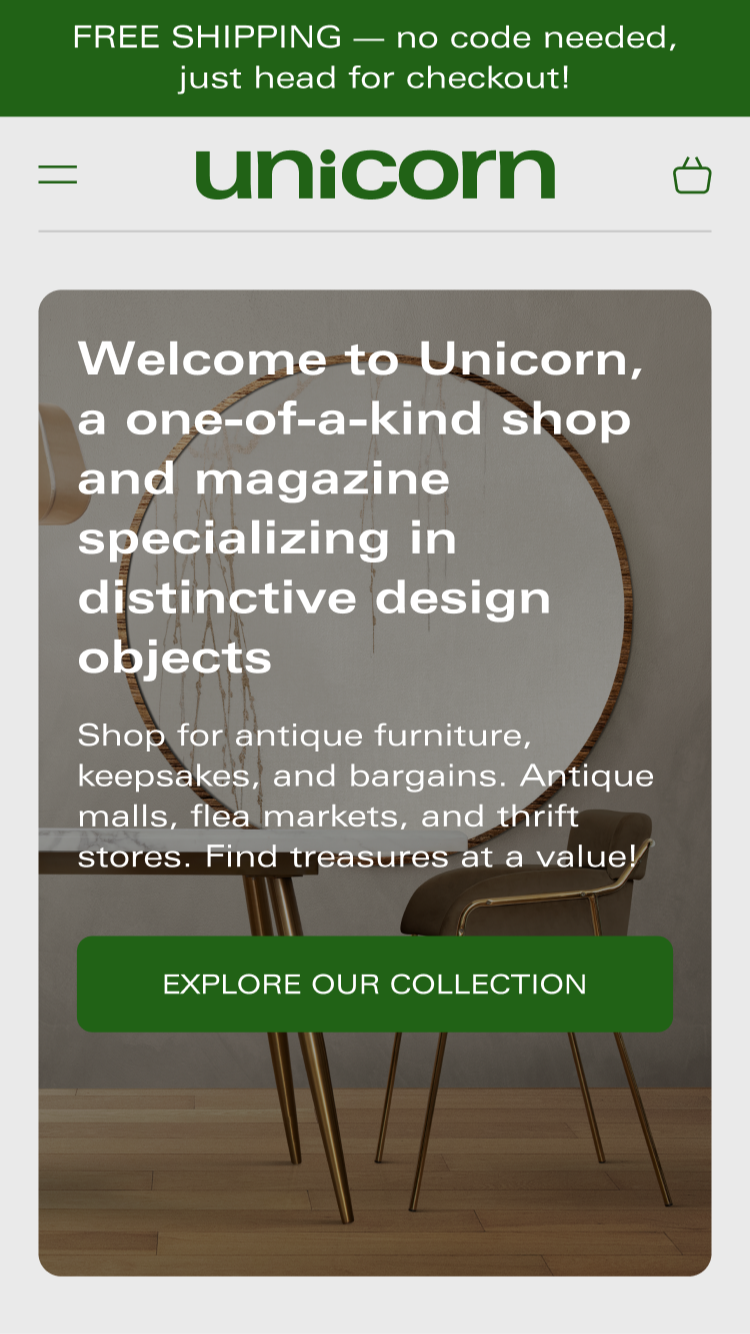 FREE SHIPPING — no code needed,
just head for checkout!
unicorn
Welcome to Unicorn,
a one-of-a-kind shop
and magazine
specializing in
distinctive design
objects
Shop for antique furniture,
keepsakes, and bargains. Antique
malls, flea markets, and thrift
stores. Find treasures at a value!
EXPLORE OUR COLLECTION